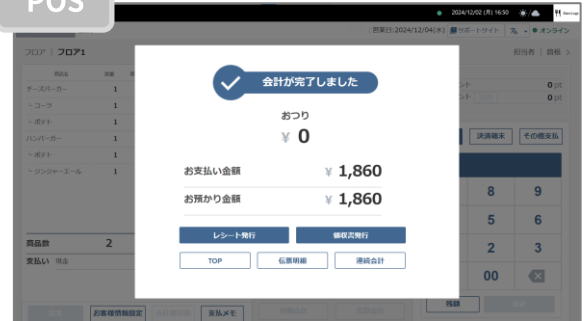 POS
2024/12/02 (月) 16:50
営業日:2024/12/04(水) サポートサイト オンライン
フロア | フロア1
担当者
商品名 数量
チーズバーガー 1
~ コーラ 1
~ ポテト 1
ハンバーガー 1
~ ポテト 1
~ ジンジャーエール 1
0 pt
0 pt
会計が完了しました
おつり
¥ 0
お支払い金額 ¥ 1,860
お預かり金額 ¥ 1,860
レシート発行 領収書発行
TOP 伝票明細 連続会計
決済端末 その他支払
8 9
5 6
2 3
00
商品数 2
支払い 現金
お客様情報設定 支払メモ
残額